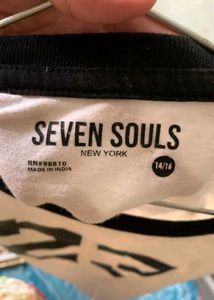 SEVEN SOULS
NEW YORK
RN#98810
MADE IN INDIA
14/16